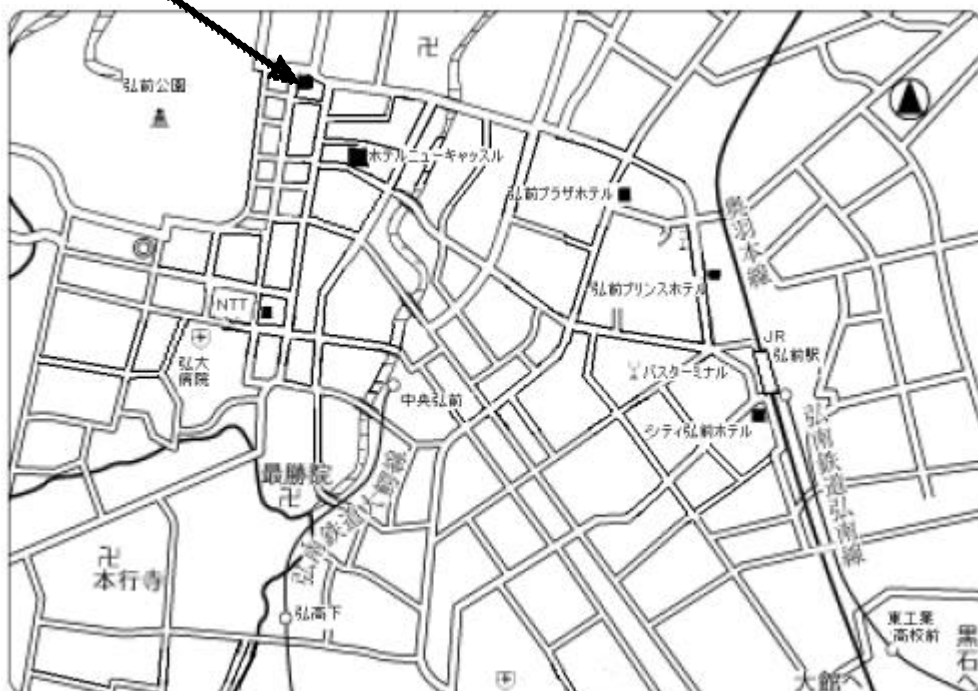 弘前公園
ホテルニューキャッスル
弘前プラザホテル
奥羽本線
弘前プリンスホテル
NTT
JR
弘前駅
弘大
病院
バスターミナル
中央弘前
シティ弘前ホテル
弘南鉄道弘南線
最勝院
弘南鉄道大鰐線
本行寺
弘高下
東工業
高校前
黒石へ
大館へ